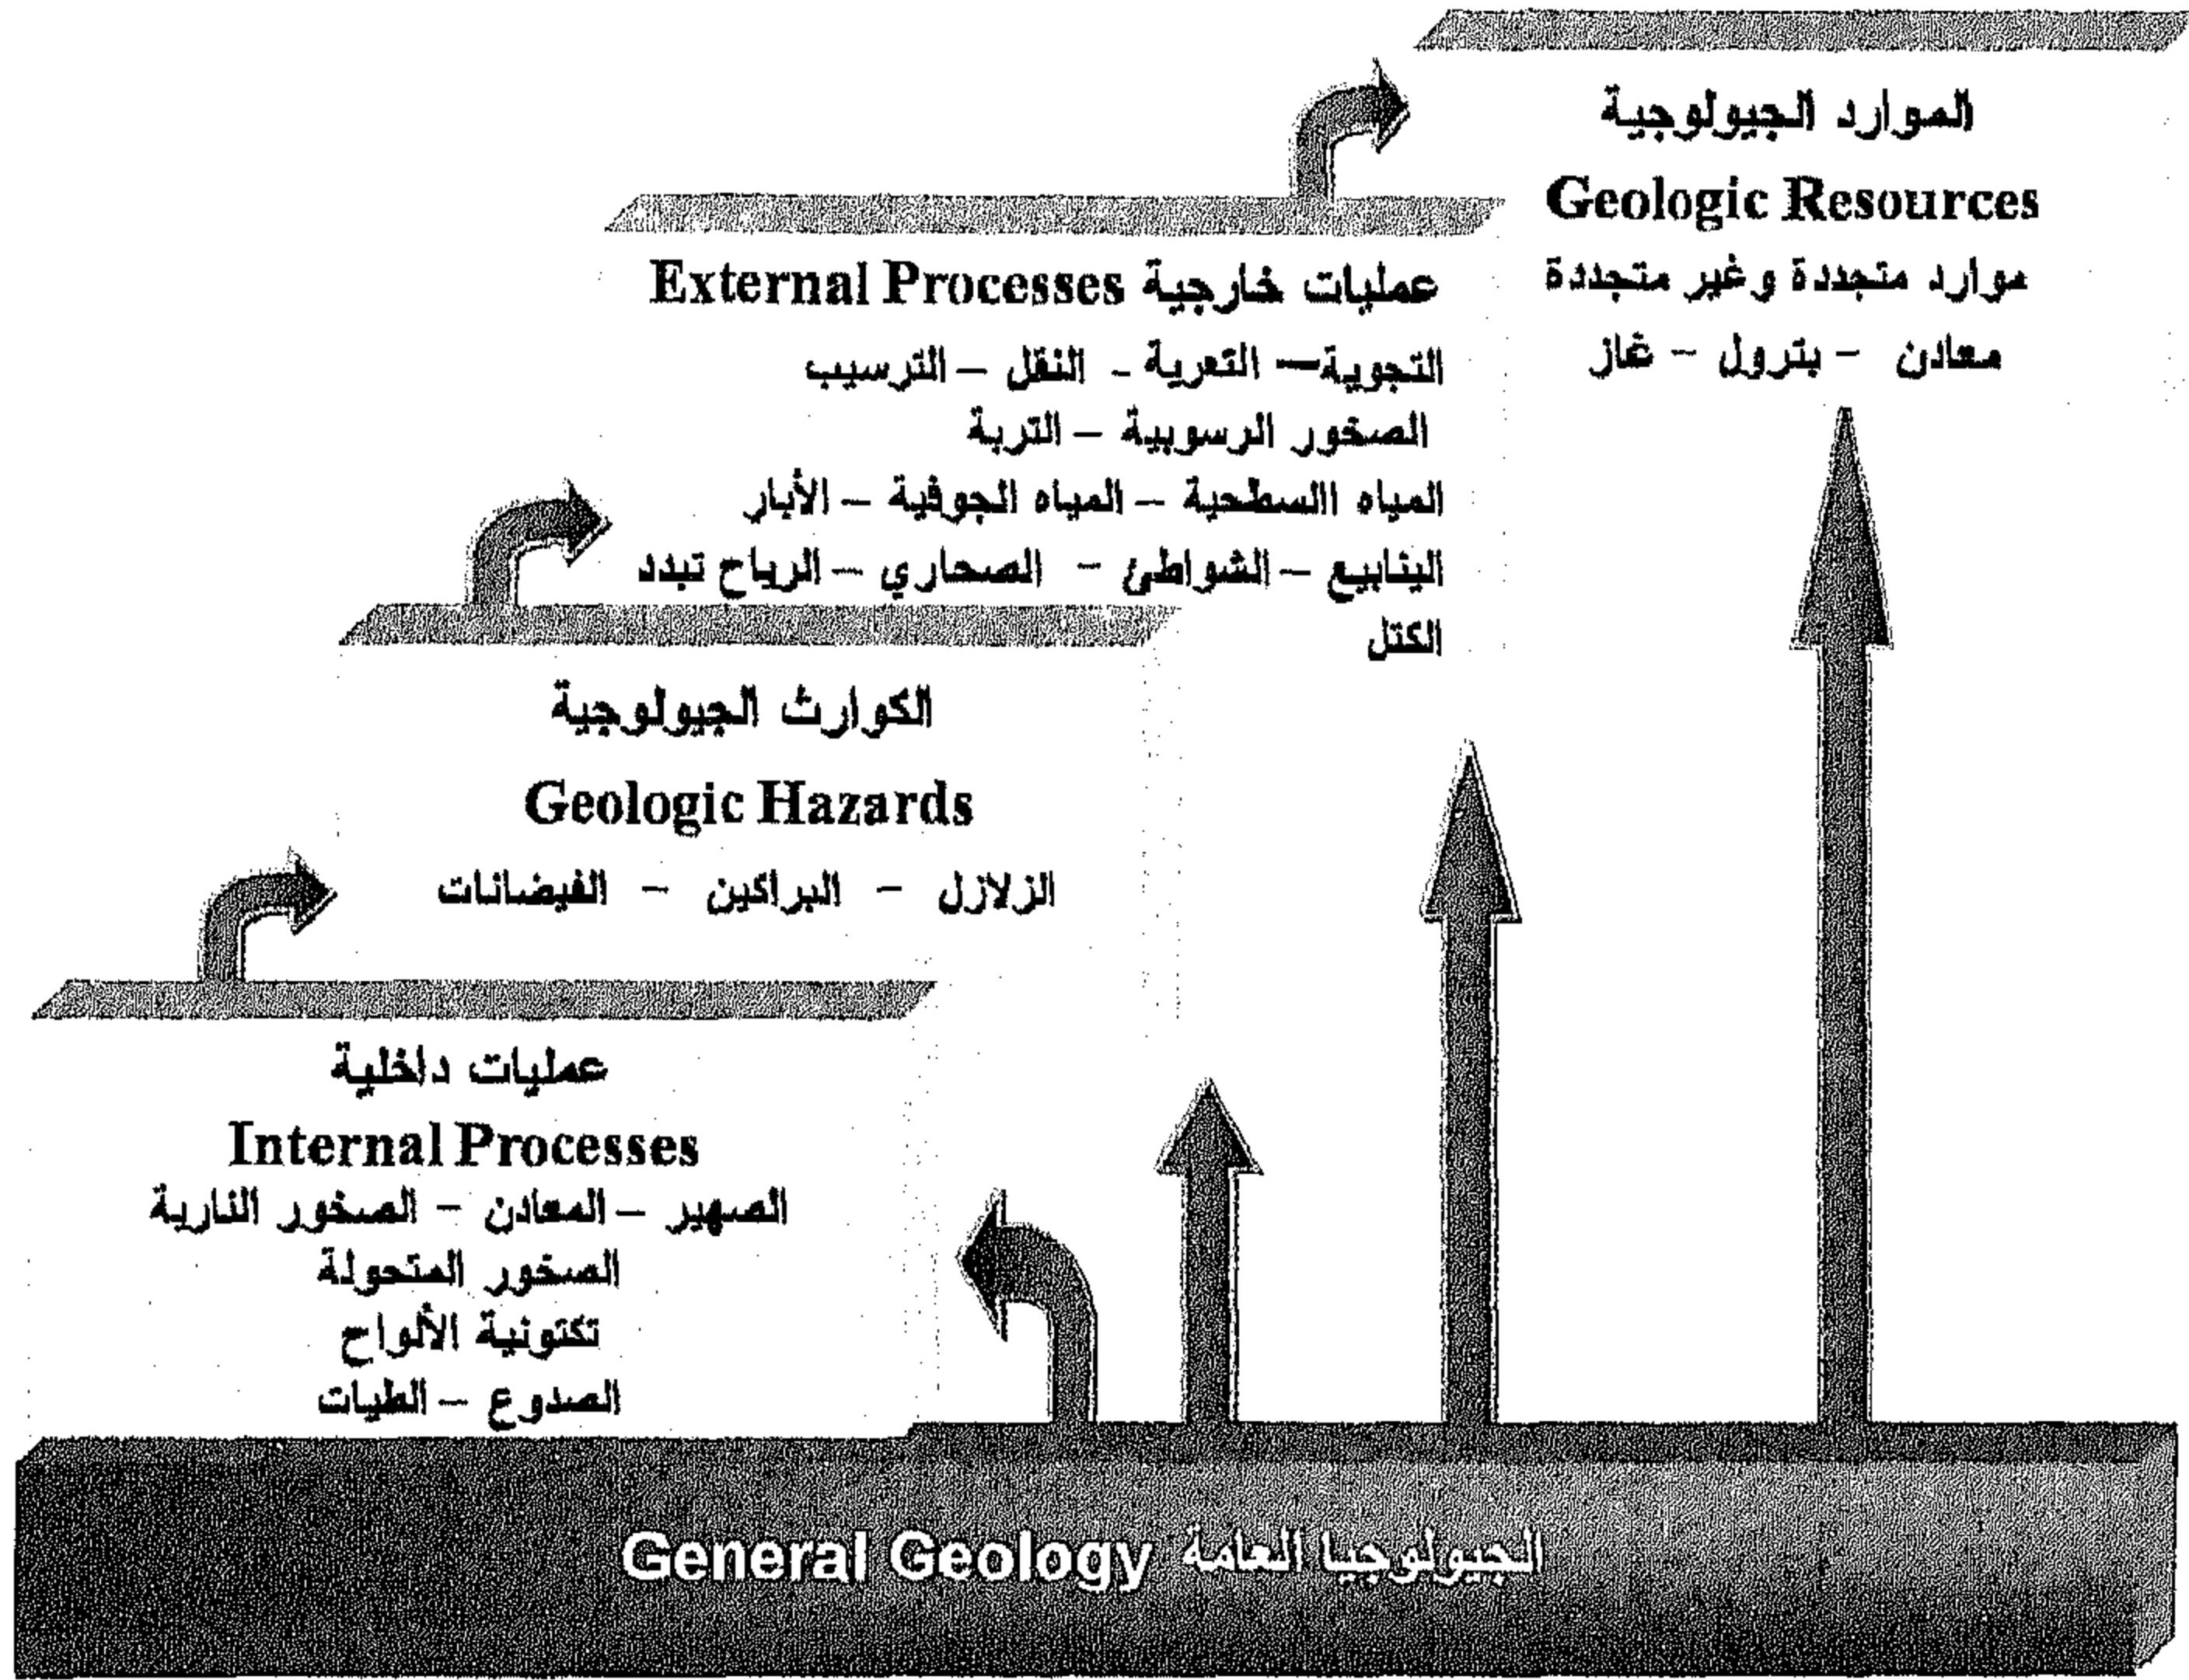 الموارد الجيولوجية
Geologic Resources
موارد متجددة وغير متجددة
معادن - بترول - غاز
عمليات خارجية External Processes
التجوية – التعرية - النقل – الترسيب
الصخور الرسوبية – التربة
المياه االسطحية – المياه الجوفية – الأبار
الينابيع – الشواطئ - الصحاري – الرياح تبدد
الكتل
الكوارث الجيولوجية
Geologic Hazards
الزلازل - البراكين - الفيضانات
عمليات داخلية
Internal Processes
الصهير – المعادن - الصخور النارية
الصخور المتحولة
تكتونية الألواح
الصدوع – الطيات
General Geology الجيولوجيا العامة